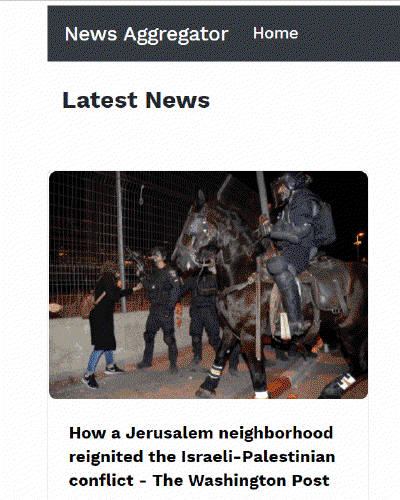 News Aggregator Home
Latest News
How a Jerusalem neighborhood
reignited the Israeli-Palestinian
conflict - The Washington Post